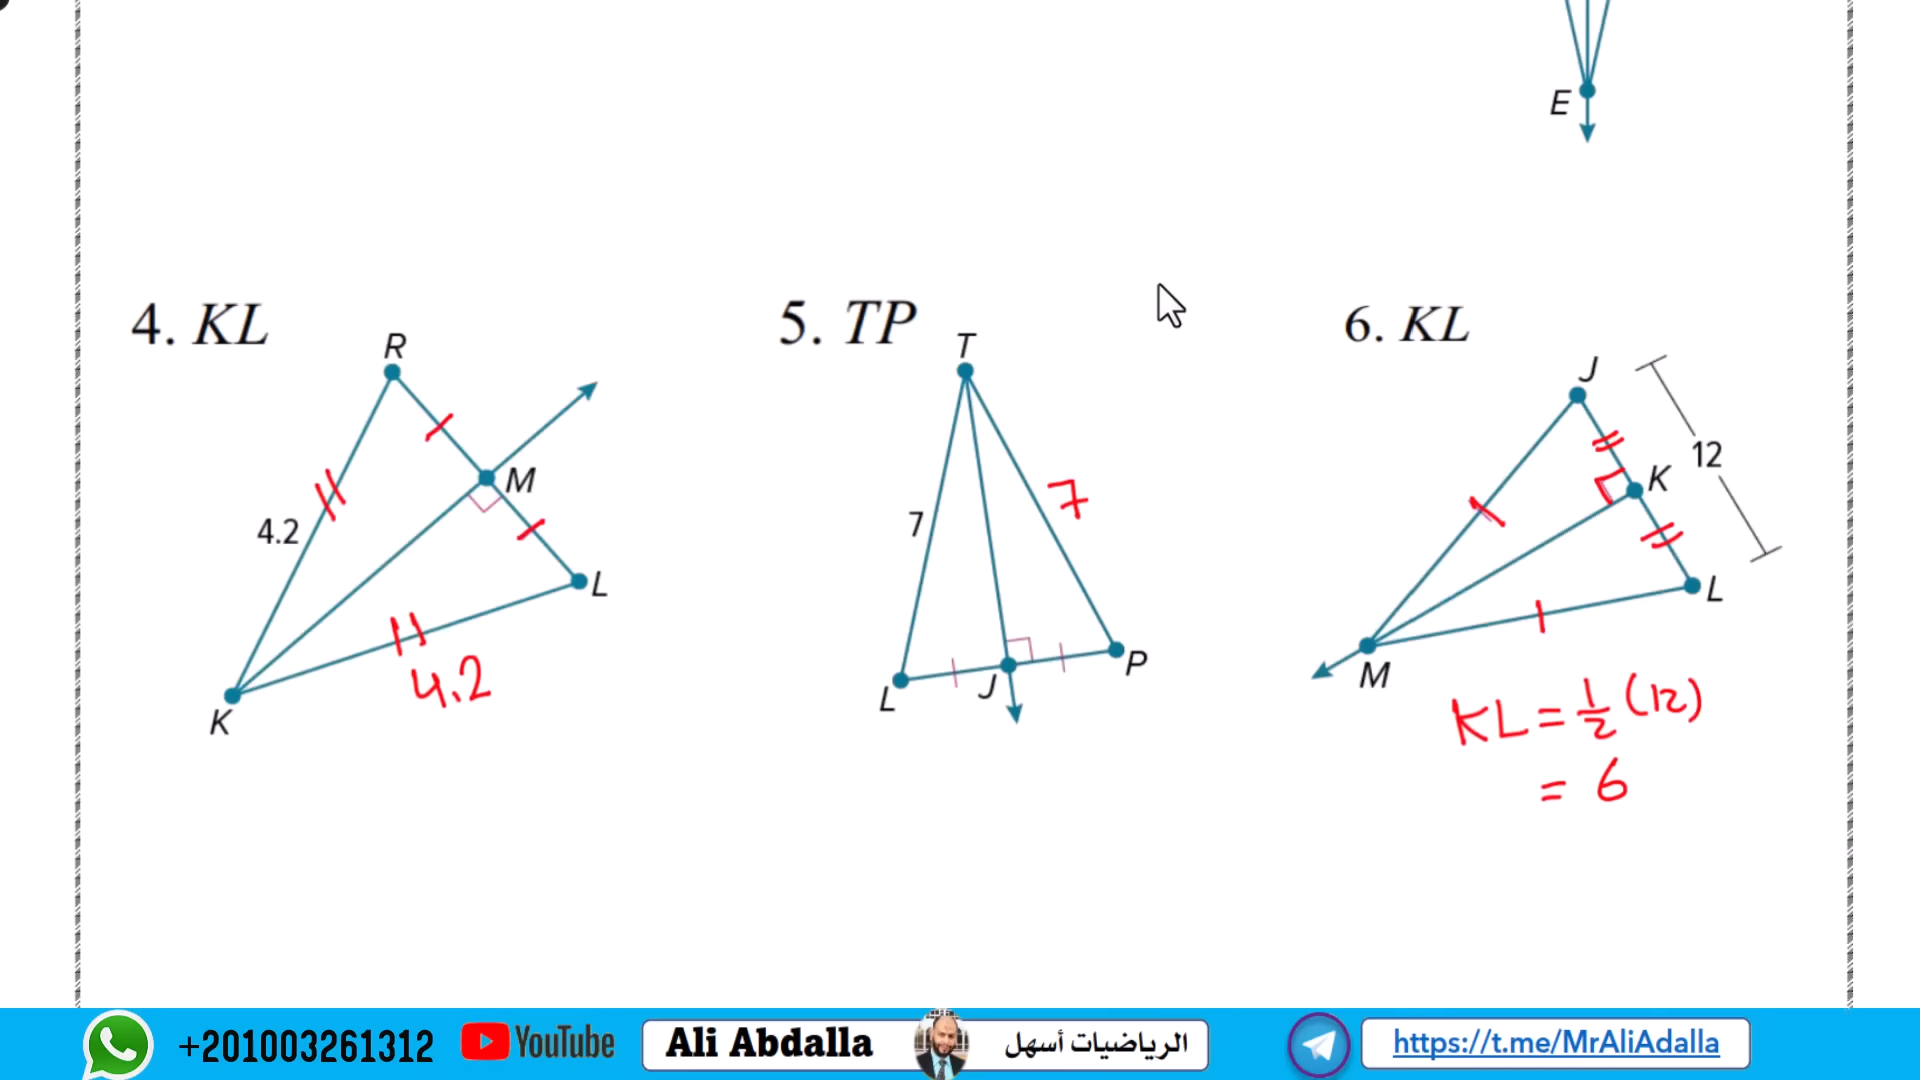 E
4. KL
R
M
4.2
L
4.2
K
5. TP
T
7
7
L
J
P
6. KL
J
12
K
L
M
KL = 1/2 (12)
= 6
+201003261312
YouTube
Ali Abdalla
الرياضيات أسهل
https://t.me/MrAliAdalla